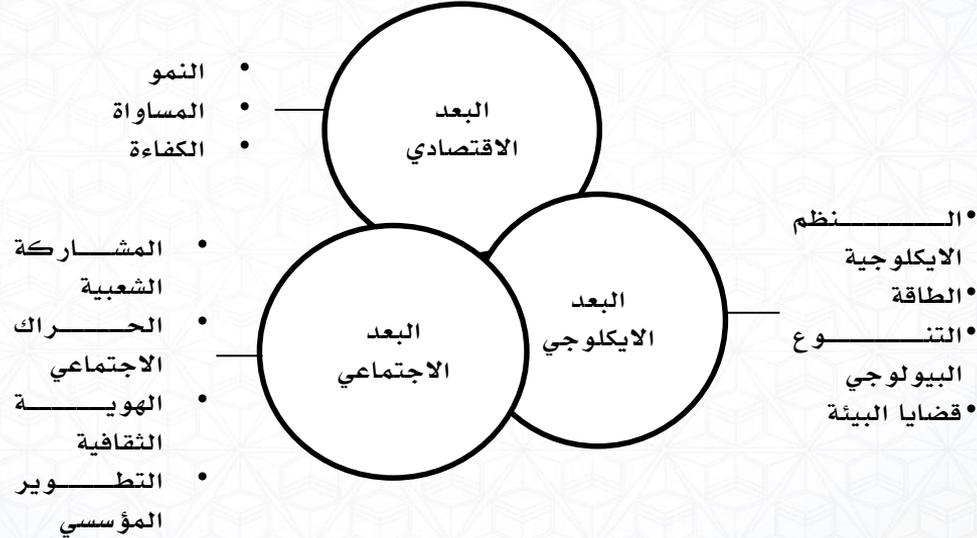 البعد
الاقتصادي
• النمو
• المساواة
• الكفاءة
البعد
الايكلوجي
• النظم
الايكلوجية
• الطاقة
• التنوع
البيولوجي
• قضايا البيئة
البعد
الاجتماعي
• المشاركة
الشعبية
• الحراك
الاجتماعي
• الهوية
الثقافية
• التطوير
المؤسسي